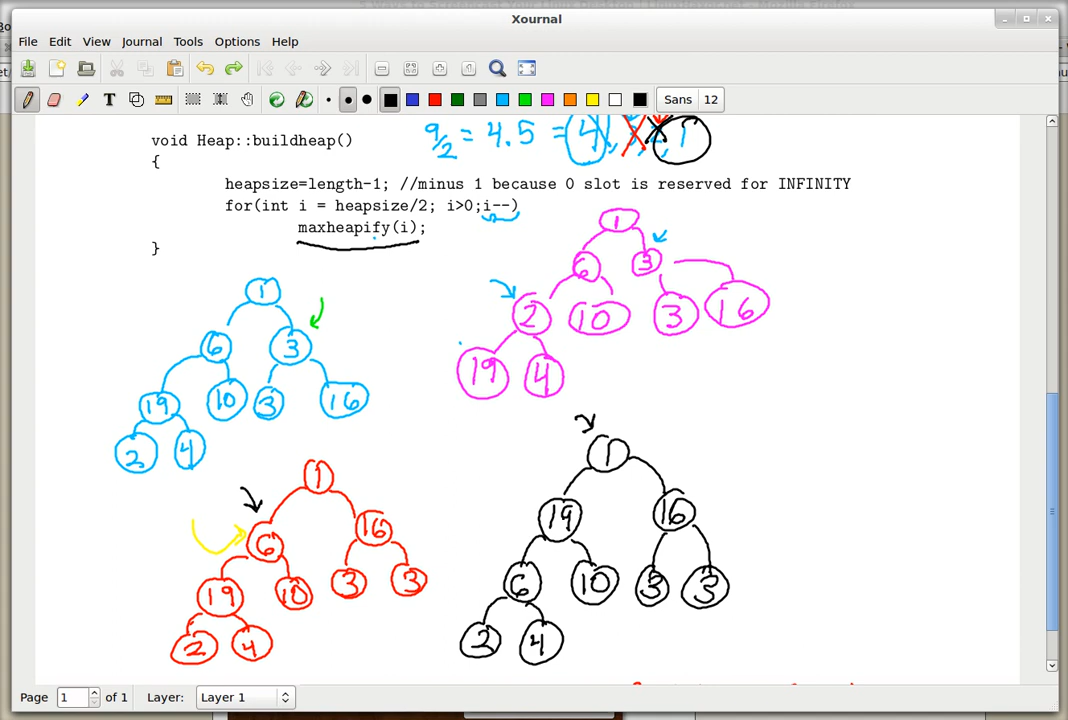 Xournal
File Edit View Journal Tools Options Help
Sans 12
9/2 = 4.5 = 4, 3, 2, 1
void Heap::buildheap()
{
heapsize=length-1; //minus 1 because 0 slot is reserved for INFINITY
for(int i = heapsize/2; i>0;i--)
maxheapify(i);
}
1
6 3
2 10 3 16
19 4
1
6 3
19 10 3 16
2 4
1
6 16
19 10 3 3
2 4
1
19 16
6 10 3 3
2 4
Page 1 of 1 Layer: Layer 1